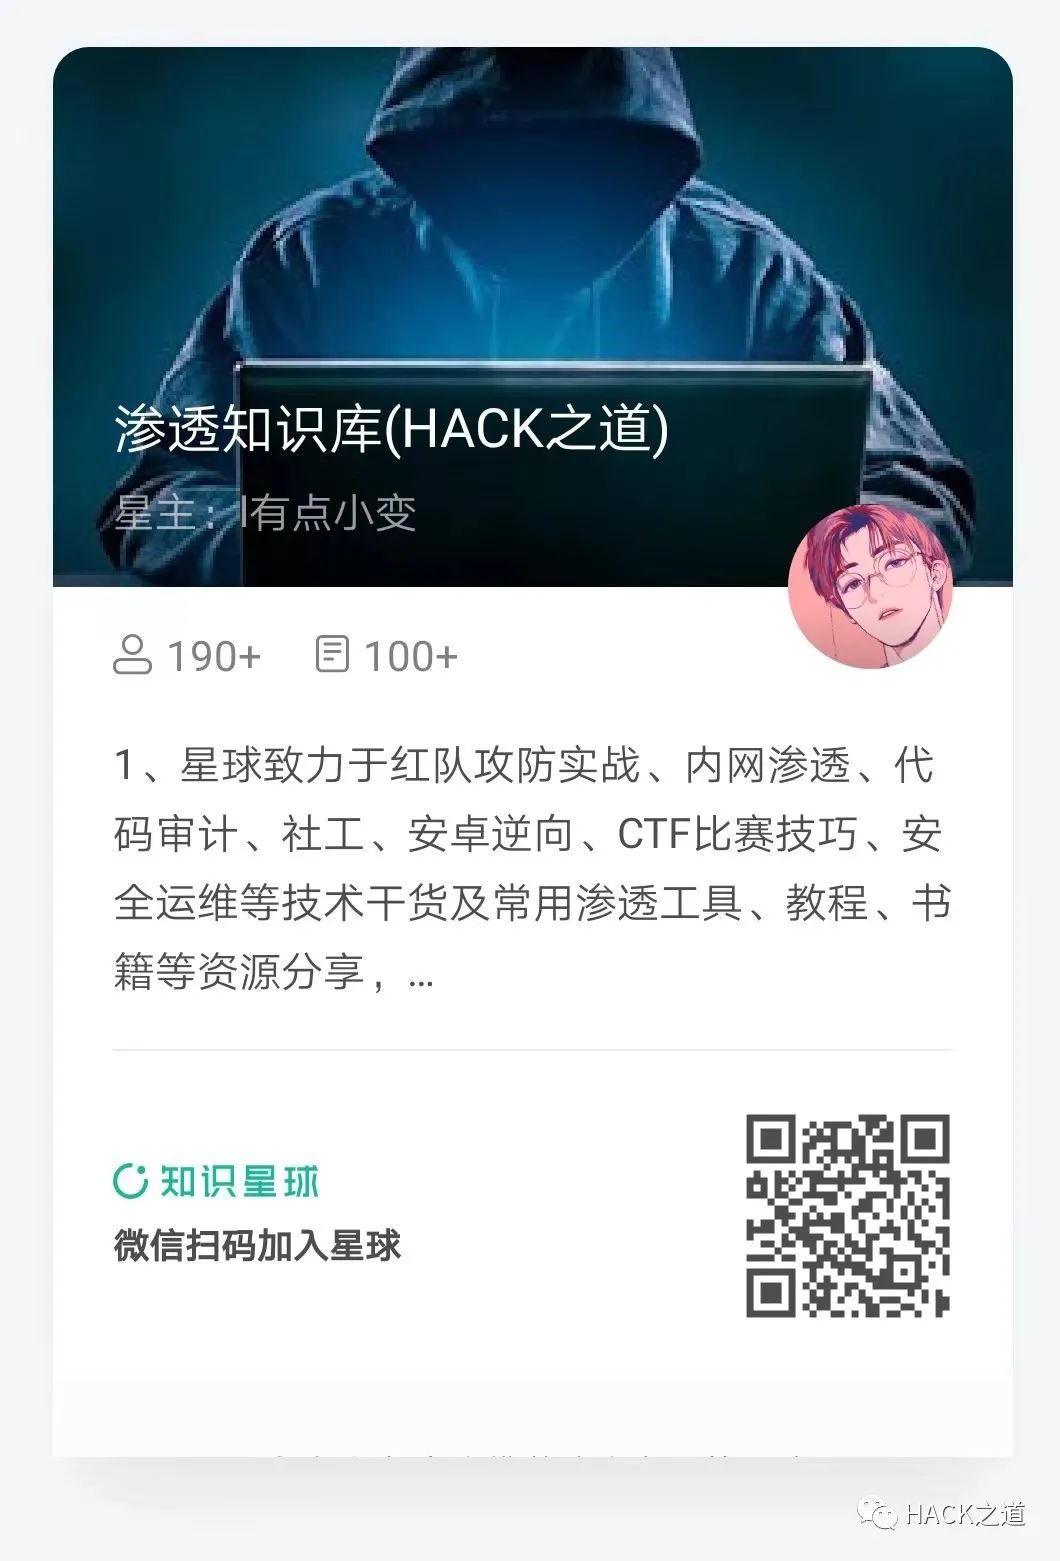 渗透知识库(HACK之道)
星主：l有点小变
190+ 100+
1、星球致力于红队攻防实战、内网渗透、代
码审计、社工、安卓逆向、CTF比赛技巧、安
全运维等技术干货及常用渗透工具、教程、书
籍等资源分享，...
知识星球
微信扫码加入星球
HACK之道